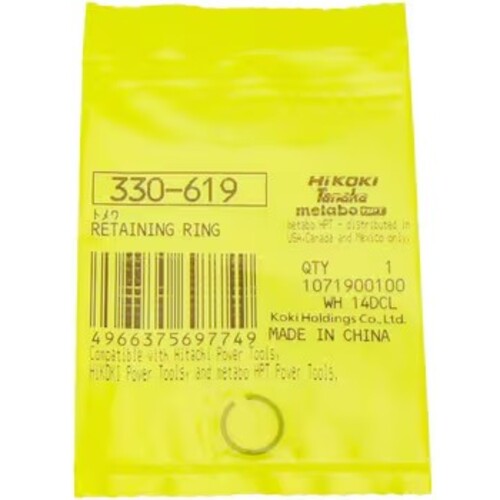 330-619
トメワ
RETAINING RING
4966375697749
Compatible with Hitachi Power Tools,
HiKOKI Power Tools, and metabo HPT Power Tools.
HiKOKI
Tanaka
metabo HPT
metabo HPT - distributed in
USA, Canada and Mexico only.
QTY 1
1071900100
WH 14DCL
Koki Holdings Co., Ltd.
MADE IN CHINA